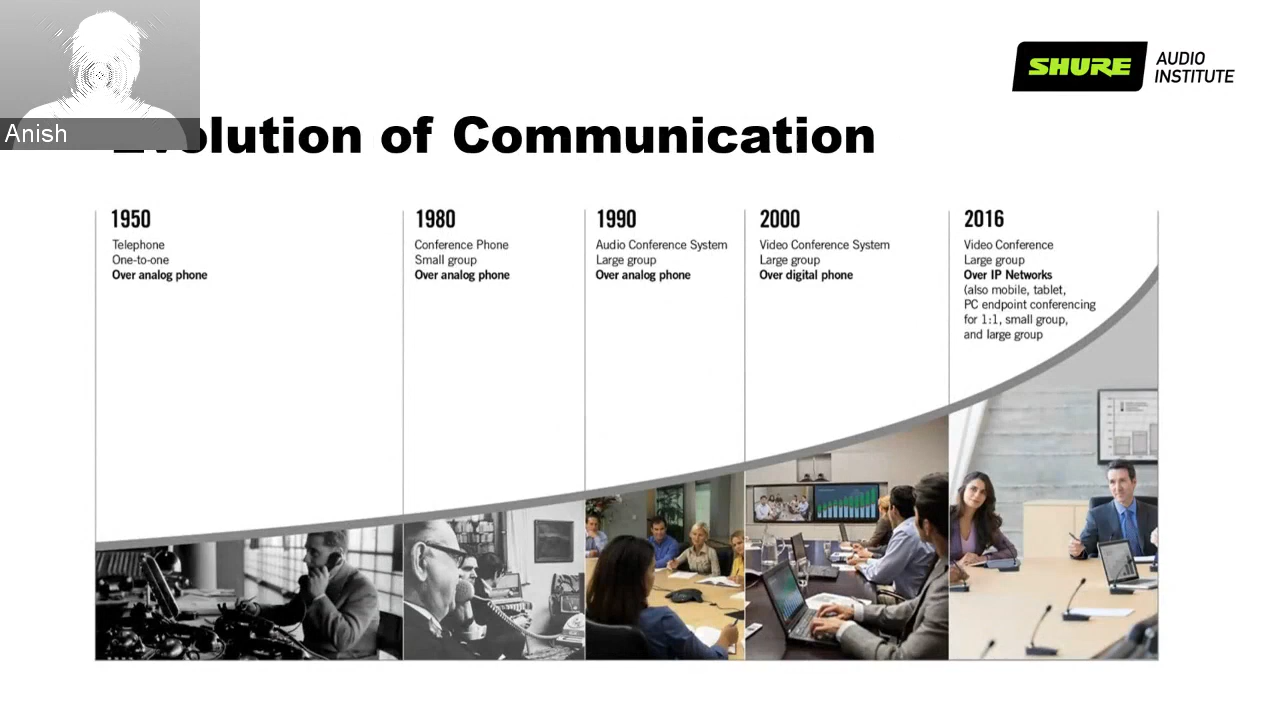 SHURE
AUDIO
INSTITUTE
Anish
Evolution of Communication
1950
Telephone
One-to-one
Over analog phone
1980
Conference Phone
Small group
Over analog phone
1990
Audio Conference System
Large group
Over analog phone
2000
Video Conference System
Large group
Over digital phone
2016
Video Conference
Large group
Over IP Networks
(also mobile, tablet,
PC endpoint conferencing
for 1:1, small group,
and large group